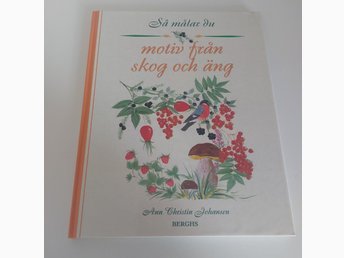 Så målar du
motiv från
skog och äng
Ann Christin Johansen
BERGHS